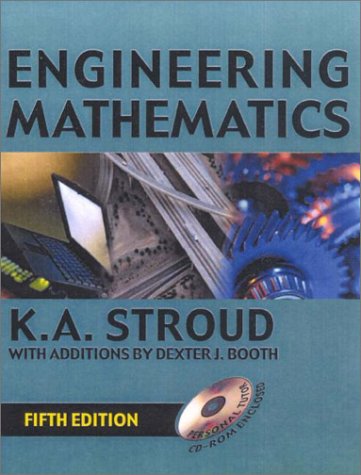 ENGINEERING
MATHEMATICS
K.A. STROUD
WITH ADDITIONS BY DEXTER J. BOOTH
FIFTH EDITION
PERSONAL TUTOR
CD-ROM ENCLOSED